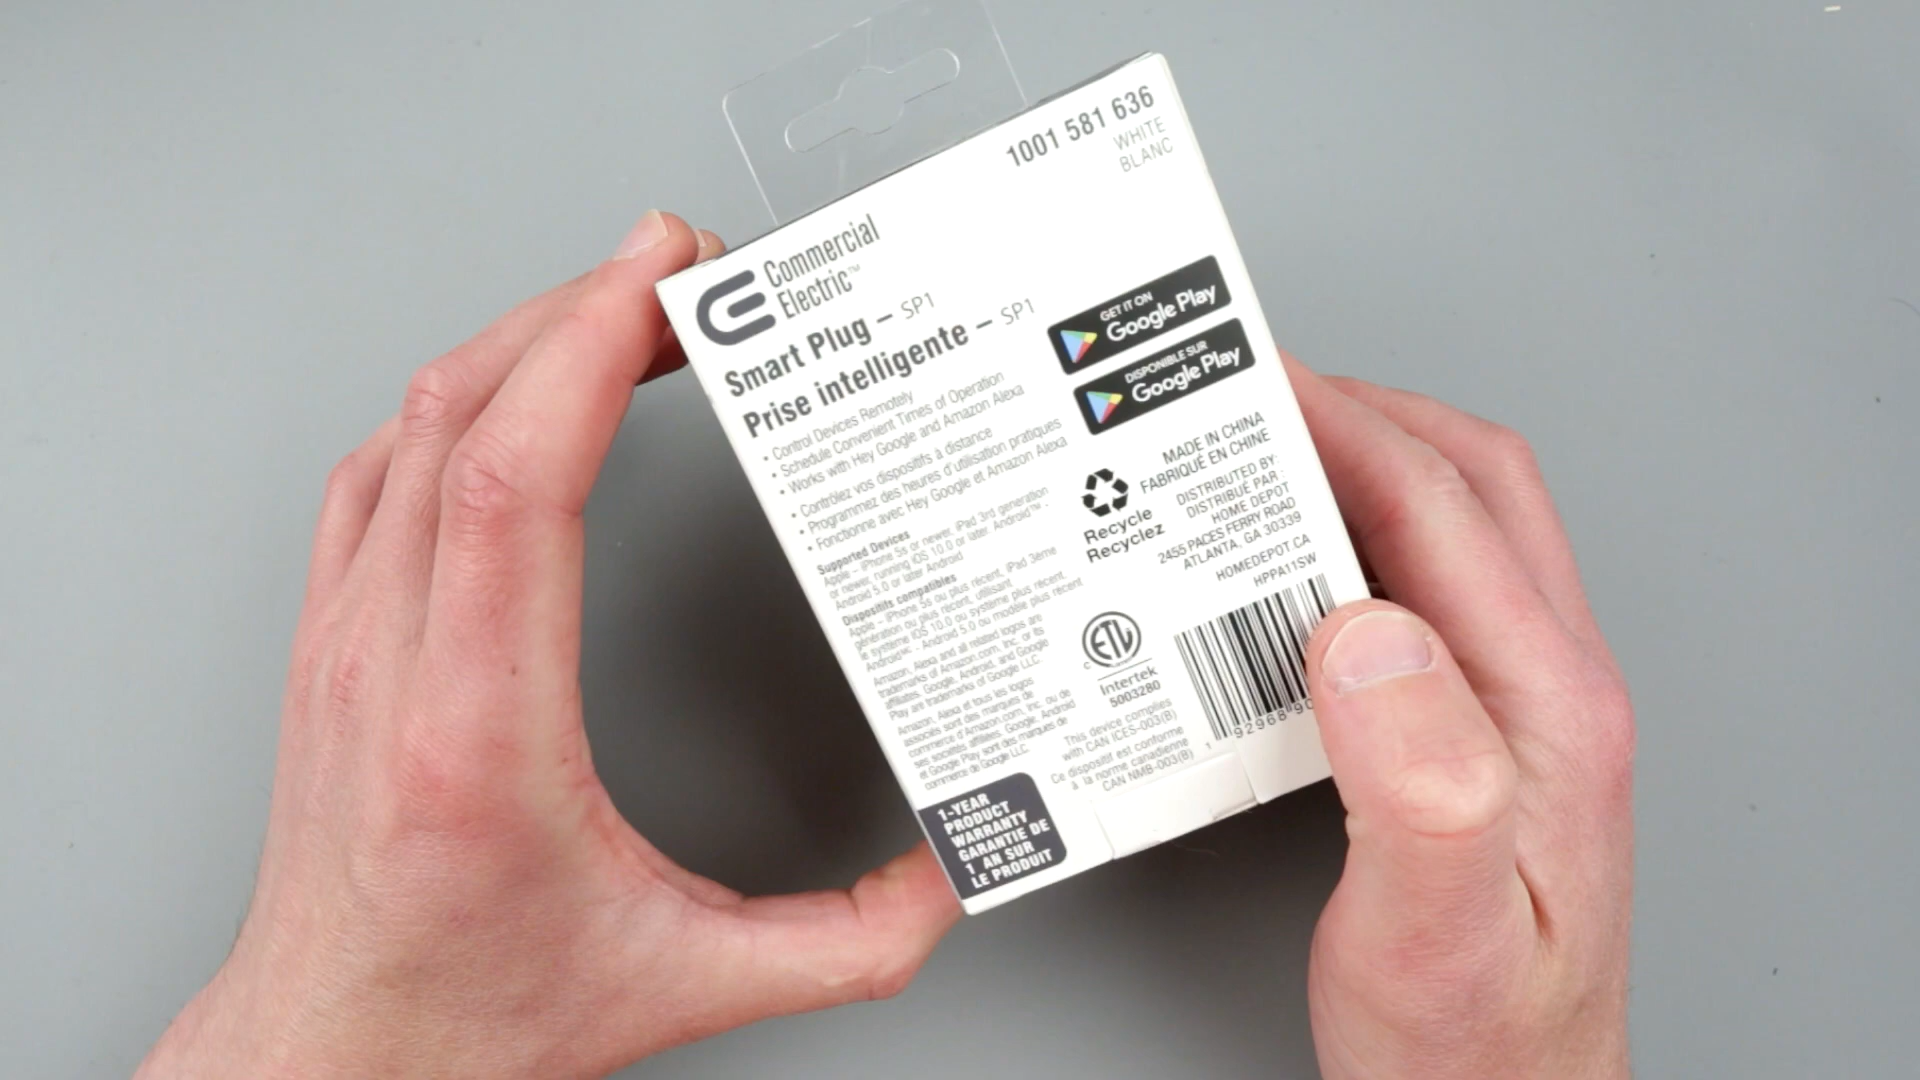 1001 581 636
WHITE
BLANC
Commercial
Electric™
Smart Plug – SP1
Prise intelligente – SP1
• Control Devices Remotely
• Schedule Convenient Times of Operation
• Works with Hey Google and Amazon Alexa
• Contrôlez vos dispositifs à distance
• Programmez des heures d'utilisation pratiques
• Fonctionne avec Hey Google et Amazon Alexa
Supported Devices
Apple – iPhone 5s or newer, iPad 3rd generation
or newer, running iOS 10.0 or later. Android™ -
Android 5.0 or later Android
Dispositifs compatibles
Apple – iPhone 5s ou plus récent, iPad 3ème
génération ou plus récent, utilisant
le système iOS 10.0 ou système plus récent.
Androidᴹᶜ - Android 5.0 ou modèle plus récent
Amazon, Alexa and all related logos are
trademarks of Amazon.com, Inc. or its
affiliates. Google, Android, and Google
Play are trademarks of Google LLC.
Amazon, Alexa et tous les logos
associés sont des marques de
commerce d'Amazon.com, Inc. ou de
ses sociétés affiliées. Google, Android
et Google Play sont des marques de
commerce de Google LLC.
1-YEAR
PRODUCT
WARRANTY
GARANTIE DE
1 AN SUR
LE PRODUIT
GET IT ON
Google Play
DISPONIBLE SUR
Google Play
MADE IN CHINA
FABRIQUÉ EN CHINE
Recycle
Recyclez
DISTRIBUTED BY:
DISTRIBUÉ PAR :
HOME DEPOT
2455 PACES FERRY ROAD
ATLANTA, GA 30339
HOMEDEPOT.CA
HPPA11SW
ETL
C
Intertek
5003280
This device complies
with CAN ICES-003(B)
Ce dispositif est conforme
à la norme canadienne
CAN NMB-003(B)
1 92968 90